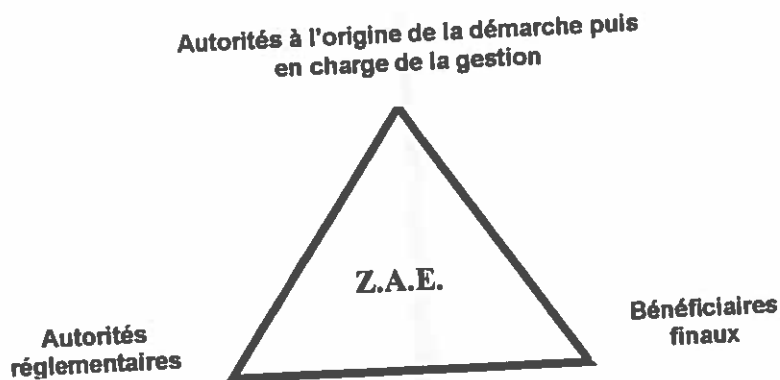 Autorités à l'origine de la démarche puis
en charge de la gestion
Z.A.E.
Autorités
réglementaires
Bénéficiaires
finaux